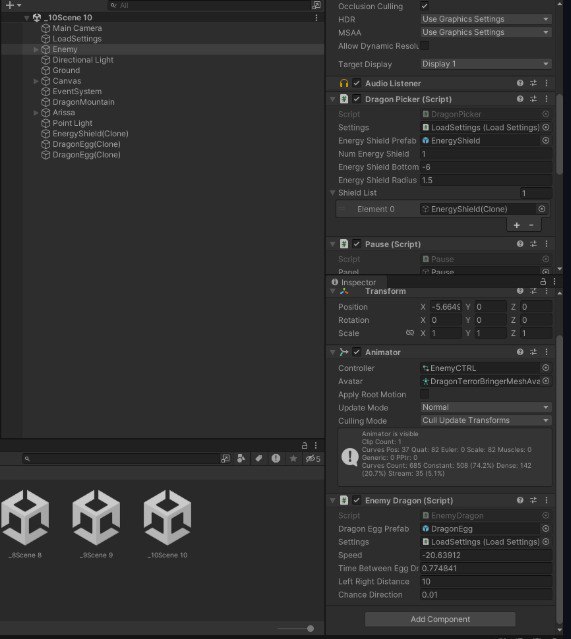 All
_10Scene 10
Main Camera
LoadSettings
Enemy
Directional Light
Ground
Canvas
EventSystem
DragonMountain
Arissa
Point Light
EnergyShield(Clone)
DragonEgg(Clone)
DragonEgg(Clone)
5
_8Scene 8
_9Scene 9
_10Scene 10
Occlusion Culling
HDR Use Graphics Settings
MSAA Use Graphics Settings
Allow Dynamic Resolu
Target Display Display 1
Audio Listener
Dragon Picker (Script)
Script DragonPicker
Settings LoadSettings (Load Settings)
Energy Shield Prefab EnergyShield
Num Energy Shield 1
Energy Shield Bottom -6
Energy Shield Radius 1.5
Shield List 1
Element 0 EnergyShield(Clone)
+ -
Pause (Script)
Script Pause
Panel Pause
Inspector
Transform
Position X -5.6649 Y 0 Z 0
Rotation X 0 Y 0 Z 0
Scale X 1 Y 1 Z 1
Animator
Controller EnemyCTRL
Avatar DragonTerrorBringerMeshAva
Apply Root Motion
Update Mode Normal
Culling Mode Cull Update Transforms
Animator is visible
Clip Count: 1
Curves Pos: 37 Quat: 82 Euler: 0 Scale: 82 Muscles: 0
Generic: 0 PPtr: 0
Curves Count: 685 Constant: 508 (74.2%) Dense: 142
(20.7%) Stream: 35 (5.1%)
Enemy Dragon (Script)
Script EnemyDragon
Dragon Egg Prefab DragonEgg
Settings LoadSettings (Load Settings)
Speed -20.63912
Time Between Egg Dr 0.774841
Left Right Distance 10
Chance Direction 0.01
Add Component